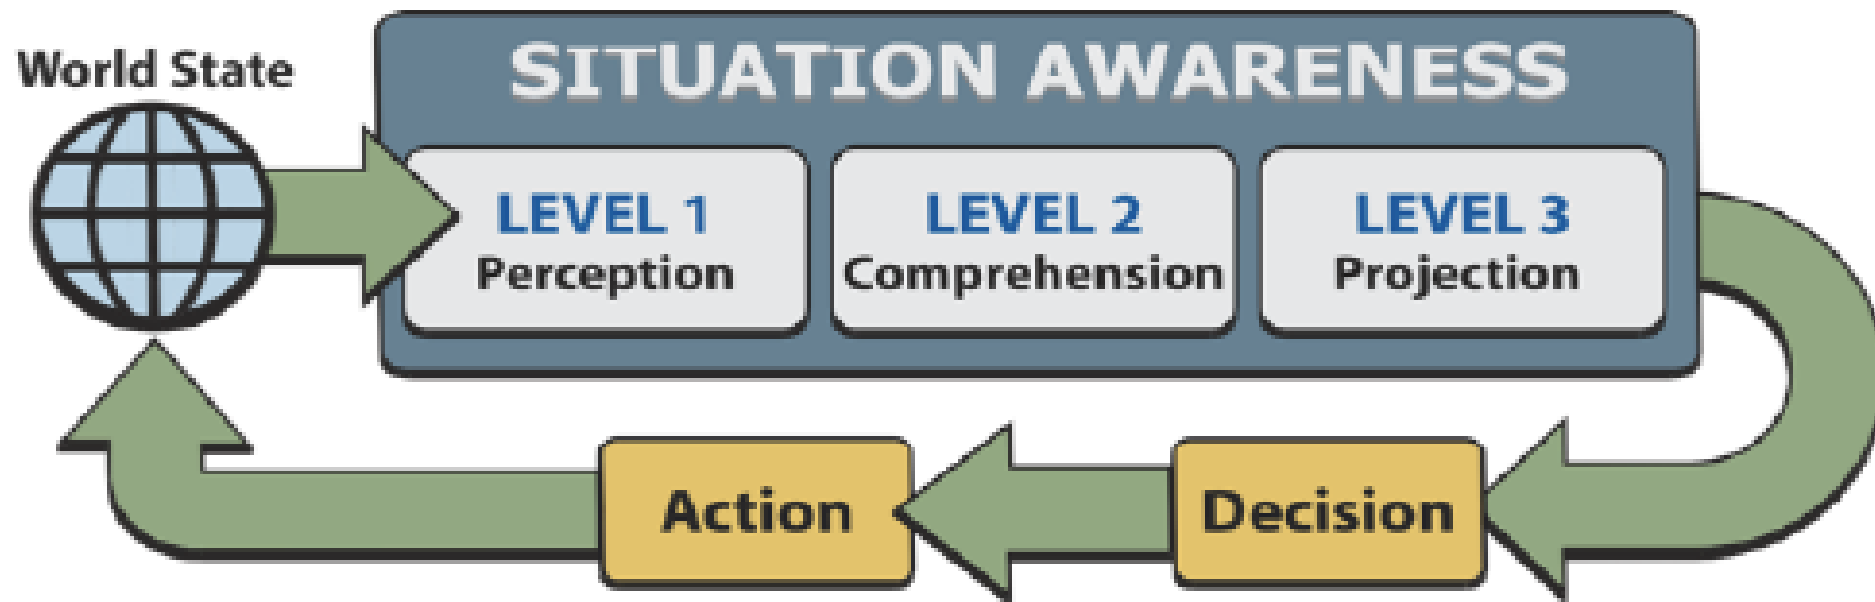 World State
SITUATION AWARENESS
LEVEL 1
Perception
LEVEL 2
Comprehension
LEVEL 3
Projection
Decision
Action